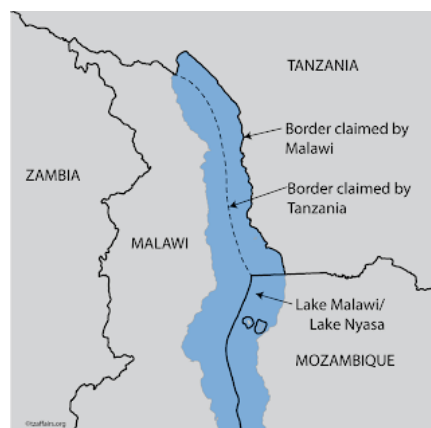 TANZANIA
Border claimed by
Malawi
ZAMBIA
Border claimed by
Tanzania
MALAWI
Lake Malawi/
Lake Nyasa
MOZAMBIQUE